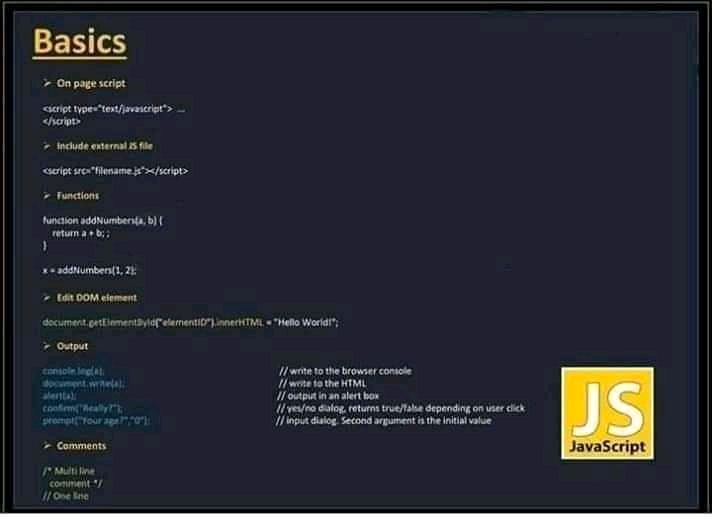 Basics
➢ On page script
<script type="text/javascript"> ...
</script>
➢ Include external JS file
<script src="filename.js"></script>
➢ Functions
function addNumbers(a, b) {
return a + b; ;
}
x = addNumbers(1, 2);
➢ Edit DOM element
document.getElementById("elementID").innerHTML = "Hello World!";
➢ Output
console.log(a); // write to the browser console
document.write(a); // write to the HTML
alert(a); // output in an alert box
confirm("Really?"); // yes/no dialog, returns true/false depending on user click
prompt("Your age?","0"); // input dialog. Second argument is the initial value
➢ Comments
/* Multi line
comment */
// One line
JS
JavaScript